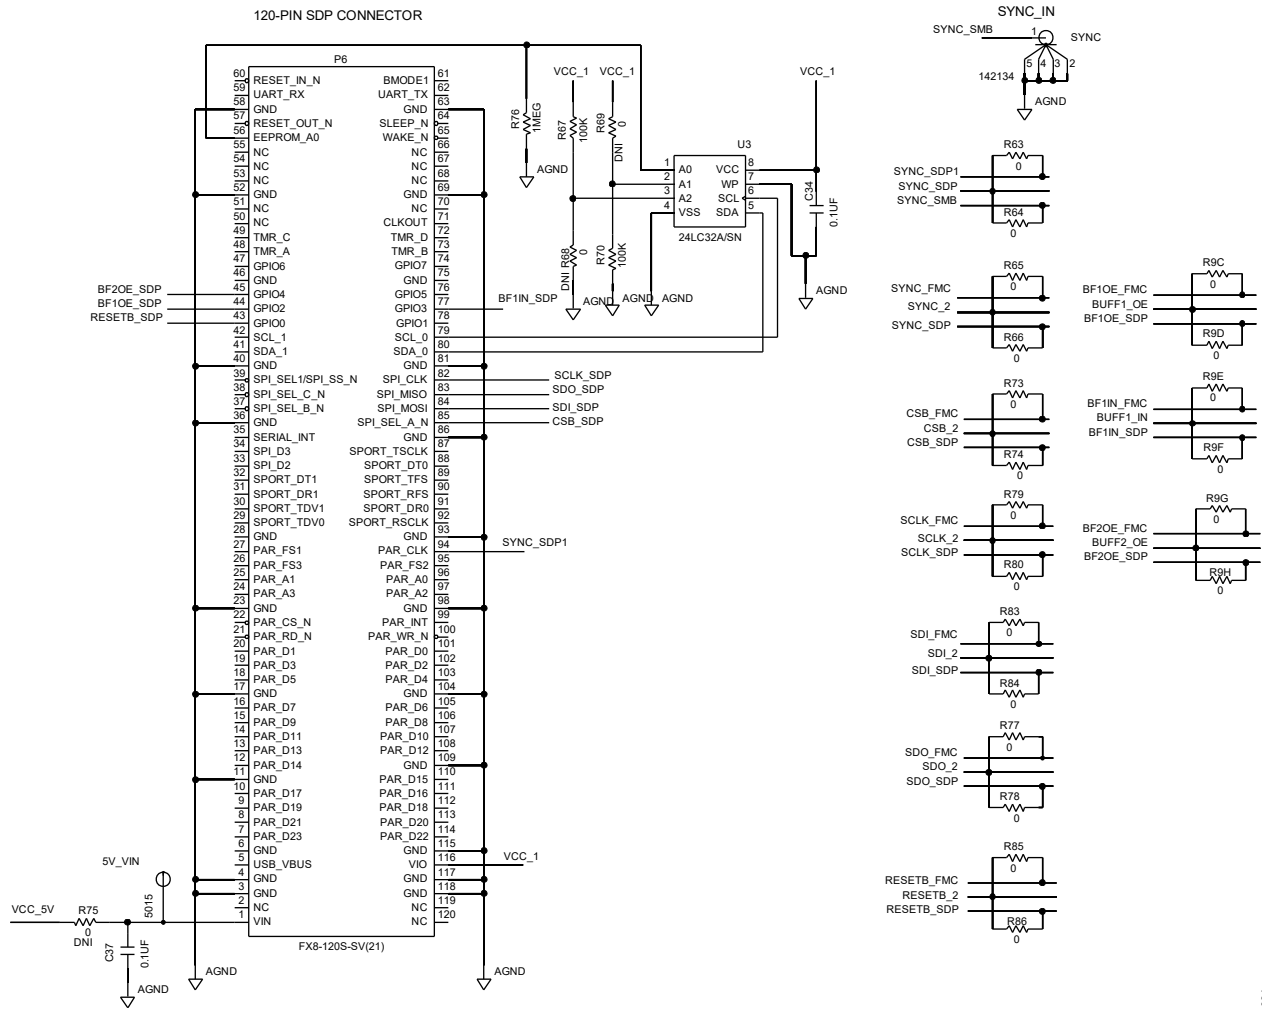 120-PIN SDP CONNECTOR
P6
60 RESET_IN_N BMODE1 61
59 UART_RX UART_TX 62
58 GND GND 63
57 RESET_OUT_N SLEEP_N 64
56 EEPROM_A0 WAKE_N 65
55 NC NC 66
54 NC NC 67
53 NC NC 68
52 GND GND 69
51 NC NC 70
50 NC CLKOUT 71
49 TMR_C TMR_D 72
48 TMR_A TMR_B 73
47 GPIO6 GPIO7 74
46 GND GND 75
BF2OE_SDP 45 GPIO4 GPIO5 76
BF1OE_SDP 44 GPIO2 GPIO3 77 BF1IN_SDP
RESETB_SDP 43 GPIO0 GPIO1 78
42 SCL_1 SCL_0 79
41 SDA_1 SDA_0 80
40 GND GND 81
39 SPI_SEL1/SPI_SS_N SPI_CLK 82 SCLK_SDP
38 SPI_SEL_C_N SPI_MISO 83 SDO_SDP
37 SPI_SEL_B_N SPI_MOSI 84 SDI_SDP
36 GND SPI_SEL_A_N 85 CSB_SDP
35 SERIAL_INT GND 86
34 SPI_D3 SPORT_TSCLK 87
33 SPI_D2 SPORT_DT0 88
32 SPORT_DT1 SPORT_TFS 89
31 SPORT_DR1 SPORT_RFS 90
30 SPORT_TDV1 SPORT_DR0 91
29 SPORT_TDV0 SPORT_RSCLK 92
28 GND GND 93
27 PAR_FS1 PAR_CLK 94 SYNC_SDP1
26 PAR_FS3 PAR_FS2 95
25 PAR_A1 PAR_A0 96
24 PAR_A3 PAR_A2 97
23 GND GND 98
22 PAR_CS_N PAR_INT 99
21 PAR_RD_N PAR_WR_N 100
20 PAR_D1 PAR_D0 101
19 PAR_D3 PAR_D2 102
18 PAR_D5 PAR_D4 103
17 GND GND 104
16 PAR_D7 PAR_D6 105
15 PAR_D9 PAR_D8 106
14 PAR_D11 PAR_D10 107
13 PAR_D13 PAR_D12 108
12 PAR_D14 GND 109
11 GND PAR_D15 110
10 PAR_D17 PAR_D16 111
9 PAR_D19 PAR_D18 112
8 PAR_D21 PAR_D20 113
7 PAR_D23 PAR_D22 114
6 GND GND 115
5 USB_VBUS VIO 116 VCC_1
4 GND GND 117
3 GND GND 118
2 NC NC 119
1 VIN NC 120
FX8-120S-SV(21)
5V_VIN
5015
VCC_5V
R75
0
DNI
C37
0.1UF
AGND
AGND
AGND
R76
1MEG
AGND
VCC_1 VCC_1 VCC_1
R67
100K
R69
0
DNI
R68
0
DNI
R70
100K
AGND AGND AGND
U3
1 A0 VCC 8
2 A1 WP 7
3 A2 SCL 6
4 VSS SDA 5
24LC32A/SN
C34
0.1UF
AGND
SYNC_IN
SYNC_SMB 1 SYNC
5 4 3 2
142134
AGND
R63
0
SYNC_SDP1
SYNC_SDP
SYNC_SMB
R64
0
R65
0
SYNC_FMC
SYNC_2
SYNC_SDP
R66
0
R73
0
CSB_FMC
CSB_2
CSB_SDP
R74
0
R79
0
SCLK_FMC
SCLK_2
SCLK_SDP
R80
0
R83
0
SDI_FMC
SDI_2
SDI_SDP
R84
0
R77
0
SDO_FMC
SDO_2
SDO_SDP
R78
0
R85
0
RESETB_FMC
RESETB_2
RESETB_SDP
R86
0
R9C
0
BF1OE_FMC
BUFF1_OE
BF1OE_SDP
R9D
0
R9E
0
BF1IN_FMC
BUFF1_IN
BF1IN_SDP
R9F
0
R9G
0
BF2OE_FMC
BUFF2_OE
BF2OE_SDP
R9H
0